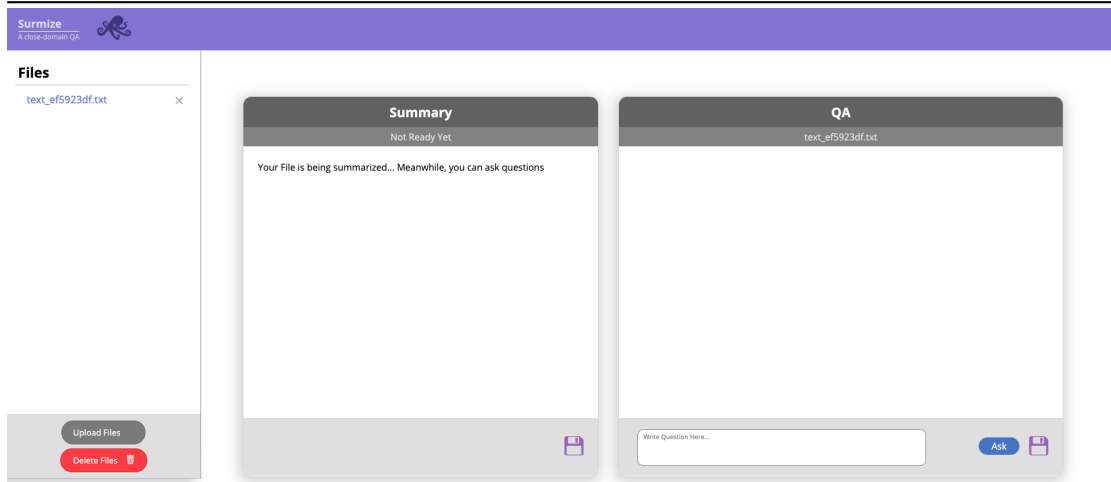 Surmize
A close-domain QA
Files
text_ef5923df.txt
Summary
Not Ready Yet
Your File is being summarized... Meanwhile, you can ask questions
QA
text_ef5923df.txt
Write Question Here...
Ask
Upload Files
Delete Files